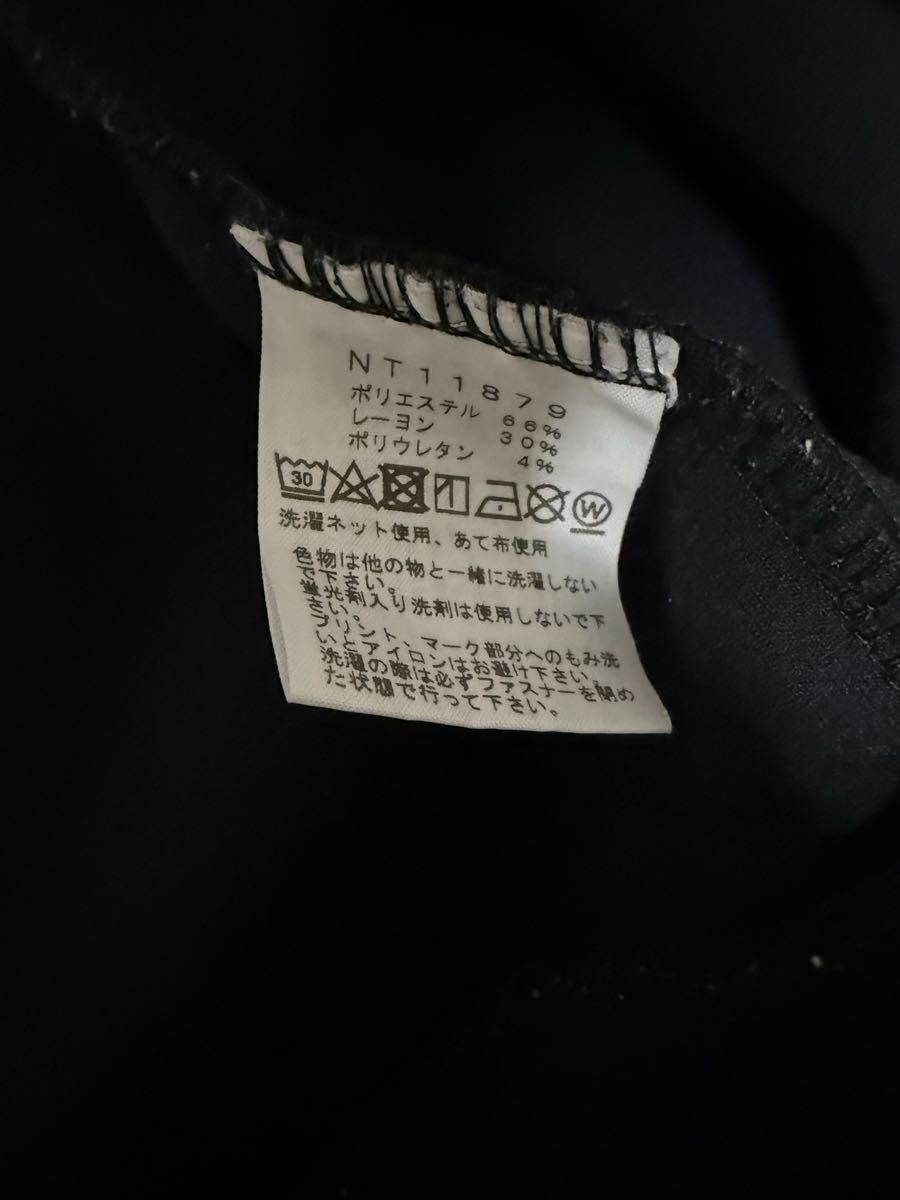 NT11879
ポリエステル 66%
レーヨン 30%
ポリウレタン 4%
30 W
洗濯ネット使用、あて布使用
色物は他の物と一緒に洗濯しない
で下さい。
蛍光剤入り洗剤は使用しないで下
さい。
プリント、マーク部分へのもみ洗
いとアイロンはお避け下さい。
洗濯の際は必ずファスナーを閉め
た状態で行って下さい。